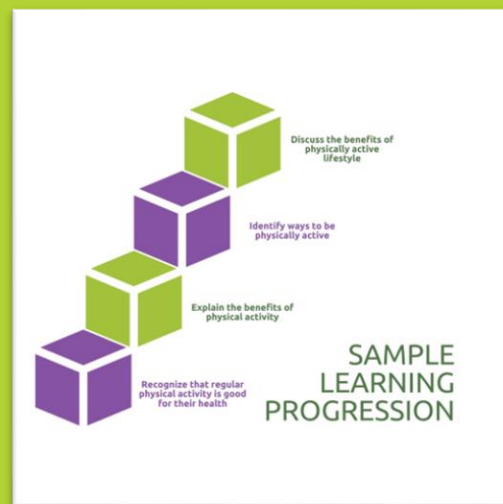 Discuss the benefits of
physically active
lifestyle
Identify ways to be
physically active
Explain the benefits of
physical activity
Recognize that regular
physical activity is good
for their health
SAMPLE
LEARNING
PROGRESSION